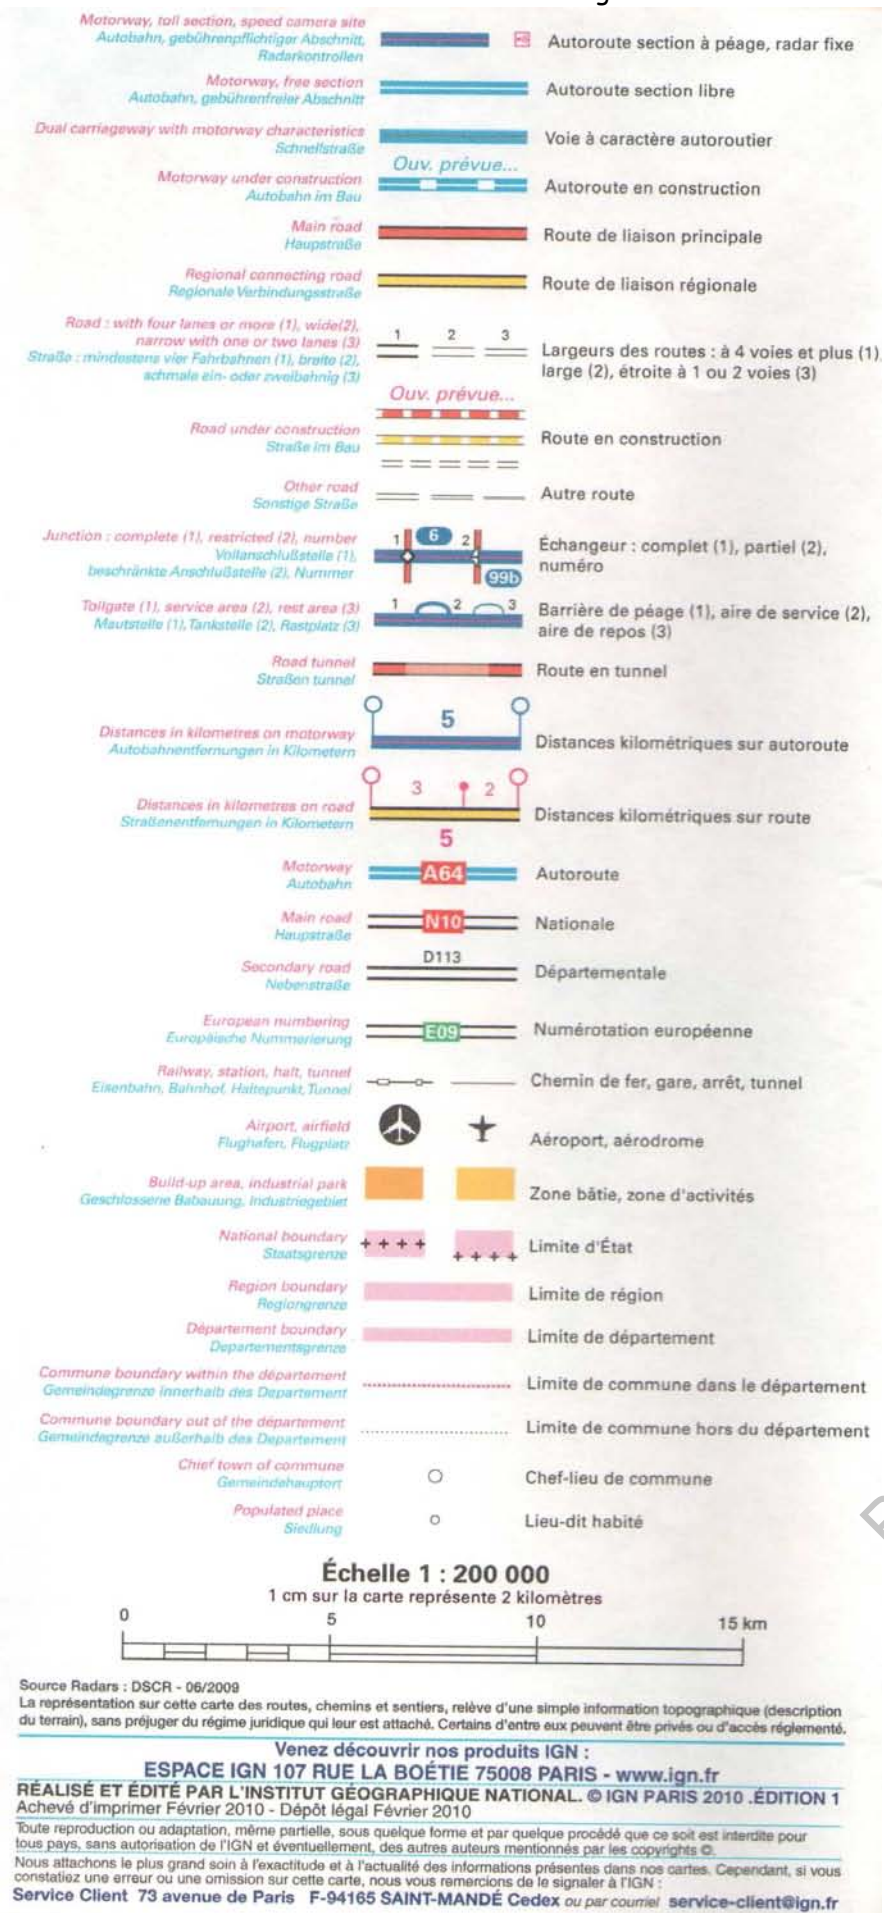 Motorway, toll section, speed camera site
Autobahn, gebührenpflichtiger Abschnitt,
Radarkontrollen
Autoroute section à péage, radar fixe
Motorway, free section
Autobahn, gebührenfreier Abschnitt
Autoroute section libre
Dual carriageway with motorway characteristics
Schnellstraße
Voie à caractère autoroutier
Ouv. prévue...
Motorway under construction
Autobahn im Bau
Autoroute en construction
Main road
Haupstraße
Route de liaison principale
Regional connecting road
Regionale Verbindungsstraße
Route de liaison régionale
Road : with four lanes or more (1), wide(2),
narrow with one or two lanes (3)
Straße : mindestens vier Fahrbahnen (1), breite (2),
schmale ein- oder zweibahnig (3)
1 2 3
Largeurs des routes : à 4 voies et plus (1)
large (2), étroite à 1 ou 2 voies (3)
Ouv. prévue...
Road under construction
Straße im Bau
Route en construction
Other road
Sonstige Straße
Autre route
Junction : complete (1), restricted (2), number
Vollanschlußstelle (1),
beschränkte Anschlußstelle (2), Nummer
1 6 2
99b
Échangeur : complet (1), partiel (2),
numéro
Tollgate (1), service area (2), rest area (3)
Mautstelle (1), Tankstelle (2), Rastplatz (3)
1 2 3
Barrière de péage (1), aire de service (2),
aire de repos (3)
Road tunnel
Straßen tunnel
Route en tunnel
5
Distances in kilometres on motorway
Autobahnentfernungen in Kilometern
Distances kilométriques sur autoroute
3 2
Distances in kilometres on road
Straßenentfernungen in Kilometern
5
Distances kilométriques sur route
Motorway
Autobahn
A64
Autoroute
Main road
Haupstraße
N10
Nationale
Secondary road
Nebenstraße
D113
Départementale
European numbering
Europäische Nummerierung
E09
Numérotation européenne
Railway, station, halt, tunnel
Eisenbahn, Bahnhof, Haltepunkt, Tunnel
Chemin de fer, gare, arrêt, tunnel
Airport, airfield
Flughafen, Flugplatz
Aéroport, aérodrome
Build-up area, industrial park
Geschlossene Babauung, Industriegebiet
Zone bâtie, zone d'activités
National boundary
Staatsgrenze
Limite d'État
Region boundary
Regiongrenze
Limite de région
Département boundary
Departementsgrenze
Limite de département
Commune boundary within the département
Gemeindegrenze innerhalb des Departement
Limite de commune dans le département
Commune boundary out of the département
Gemeindegrenze außerhalb des Departement
Limite de commune hors du département
Chief town of commune
Gemeindehauptort
Chef-lieu de commune
Populated place
Siedlung
Lieu-dit habité
Échelle 1 : 200 000
1 cm sur la carte représente 2 kilomètres
0 5 10 15 km
Source Radars : DSCR - 06/2009
La représentation sur cette carte des routes, chemins et sentiers, relève d'une simple information topographique (description
du terrain), sans préjuger du régime juridique qui leur est attaché. Certains d'entre eux peuvent être privés ou d'accès réglementé.
Venez découvrir nos produits IGN :
ESPACE IGN 107 RUE LA BOÉTIE 75008 PARIS - www.ign.fr
RÉALISÉ ET ÉDITÉ PAR L'INSTITUT GÉOGRAPHIQUE NATIONAL. © IGN PARIS 2010 .ÉDITION 1
Achevé d'imprimer Février 2010 - Dépôt légal Février 2010
Toute reproduction ou adaptation, même partielle, sous quelque forme et par quelque procédé que ce soit est interdite pour
tous pays, sans autorisation de l'IGN et éventuellement, des autres auteurs mentionnés par les copyrights ©.
Nous attachons le plus grand soin à l'exactitude et à l'actualité des informations présentes dans nos cartes. Cependant, si vous
constatiez une erreur ou une omission sur cette carte, nous vous remercions de le signaler à l'IGN :
Service Client 73 avenue de Paris F-94165 SAINT-MANDÉ Cedex ou par courriel service-client@ign.fr